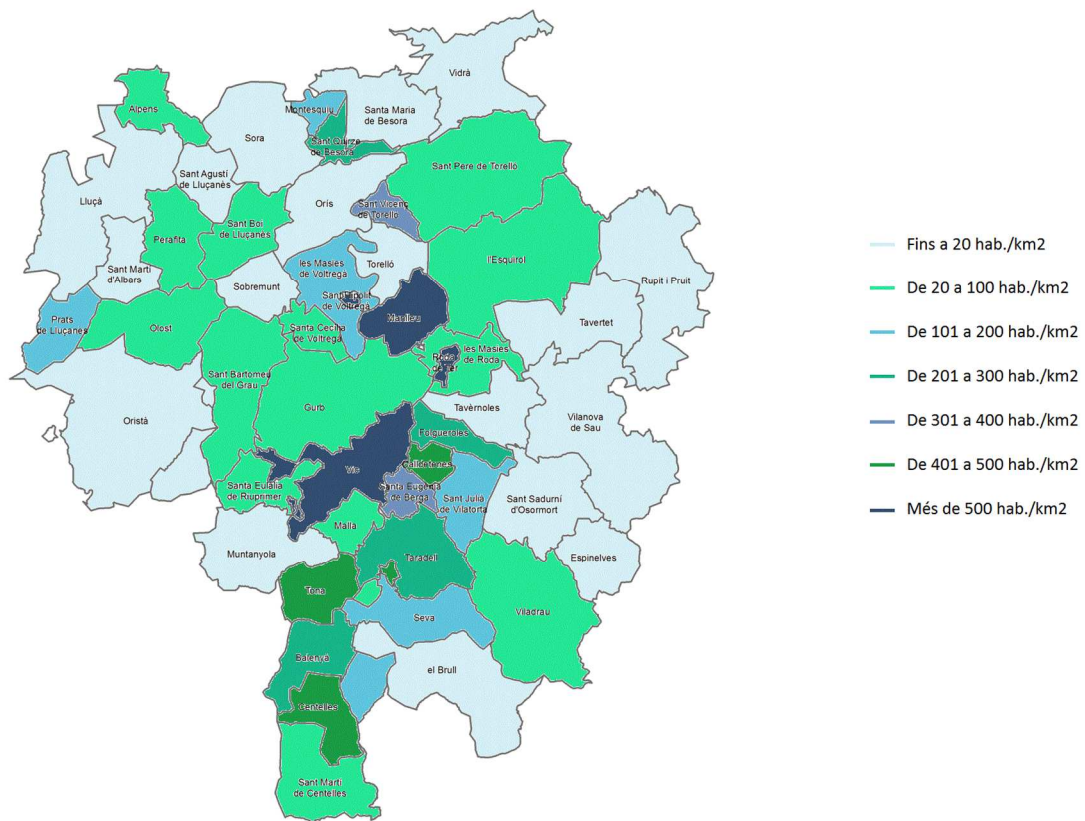 Vidrà
Alpens
Montesquiu
Santa Maria
de Besora
Sora
Sant Quirze
de Besora
Sant Pere de Torelló
Sant Agustí
de Lluçanès
Lluçà
Orís
Sant Vicenç
de Torelló
Sant Boi
de Lluçanès
Perafita
l'Esquirol
les Masies
de Voltregà
Torelló
Sant Martí
d'Albars
Rupit i Pruit
Sobremunt
Sant Hipòlit
de Voltregà
Manlleu
Tavertet
Prats
de Lluçanès
Olost
Santa Cecília
de Voltregà
les Masies
de Roda
Roda
de Ter
Sant Bartomeu
del Grau
Gurb
Tavèrnoles
Vilanova
de Sau
Oristà
Folgueroles
Vic
Calldetenes
Santa Eulàlia
de Riuprimer
Santa Eugènia
de Berga
Sant Julià
de Vilatorta
Sant Sadurní
d'Osormort
Malla
Muntanyola
Taradell
Espinelves
Tona
Seva
Viladrau
Balenyà
el Brull
Centelles
Sant Martí
de Centelles
Fins a 20 hab./km2
De 20 a 100 hab./km2
De 101 a 200 hab./km2
De 201 a 300 hab./km2
De 301 a 400 hab./km2
De 401 a 500 hab./km2
Més de 500 hab./km2